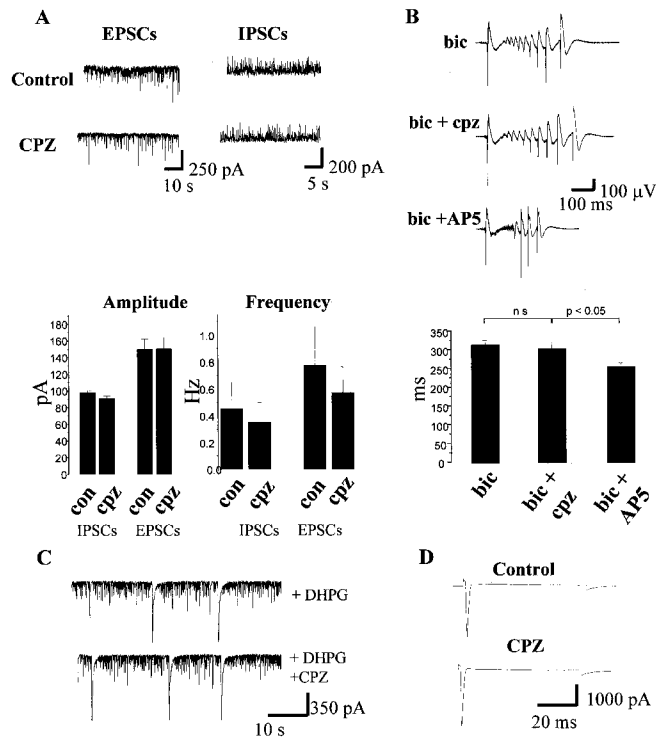 A
EPSCs IPSCs
Control
CPZ
250 pA
10 s
200 pA
5 s
B
bic
bic + cpz
100 µV
100 ms
bic +AP5
Amplitude
pA
180
160
140
120
100
80
60
40
20
0
con cpz con cpz
IPSCs EPSCs
Frequency
Hz
1.0
0.8
0.6
0.4
0.2
0.0
con cpz con cpz
IPSCs EPSCs
n s p < 0.05
ms
350
300
250
200
150
100
50
0
bic
bic + cpz
bic + AP5
C
+ DHPG
+ DHPG
+CPZ
350 pA
10 s
D
Control
CPZ
1000 pA
20 ms